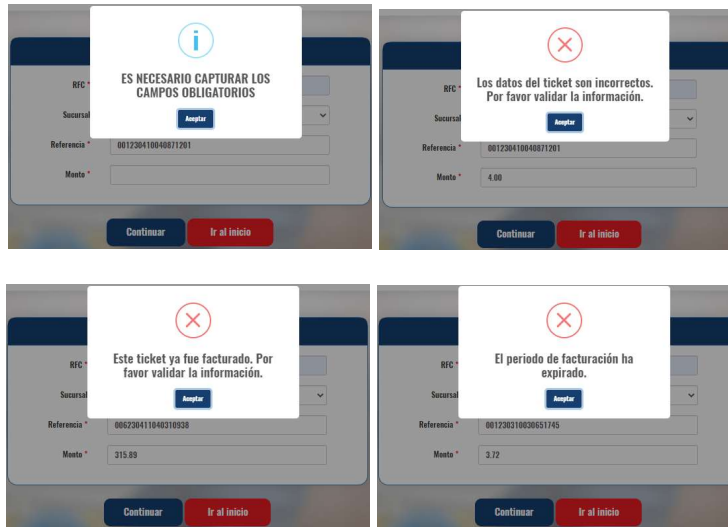 ES NECESARIO CAPTURAR LOS
CAMPOS OBLIGATORIOS
Aceptar
RFC *
Sucursal
Referencia * 001230410040871201
Monto *
Continuar Ir al inicio
Los datos del ticket son incorrectos.
Por favor validar la información.
Aceptar
RFC *
Sucursal
Referencia * 001230410040871201
Monto * 4.00
Continuar Ir al inicio
Este ticket ya fue facturado. Por
favor validar la información.
Aceptar
RFC *
Sucursal
Referencia * 006230411040310938
Monto * 315.89
Continuar Ir al inicio
El periodo de facturación ha
expirado.
Aceptar
RFC *
Sucursal
Referencia * 001230310030651745
Monto * 3.72
Continuar Ir al inicio